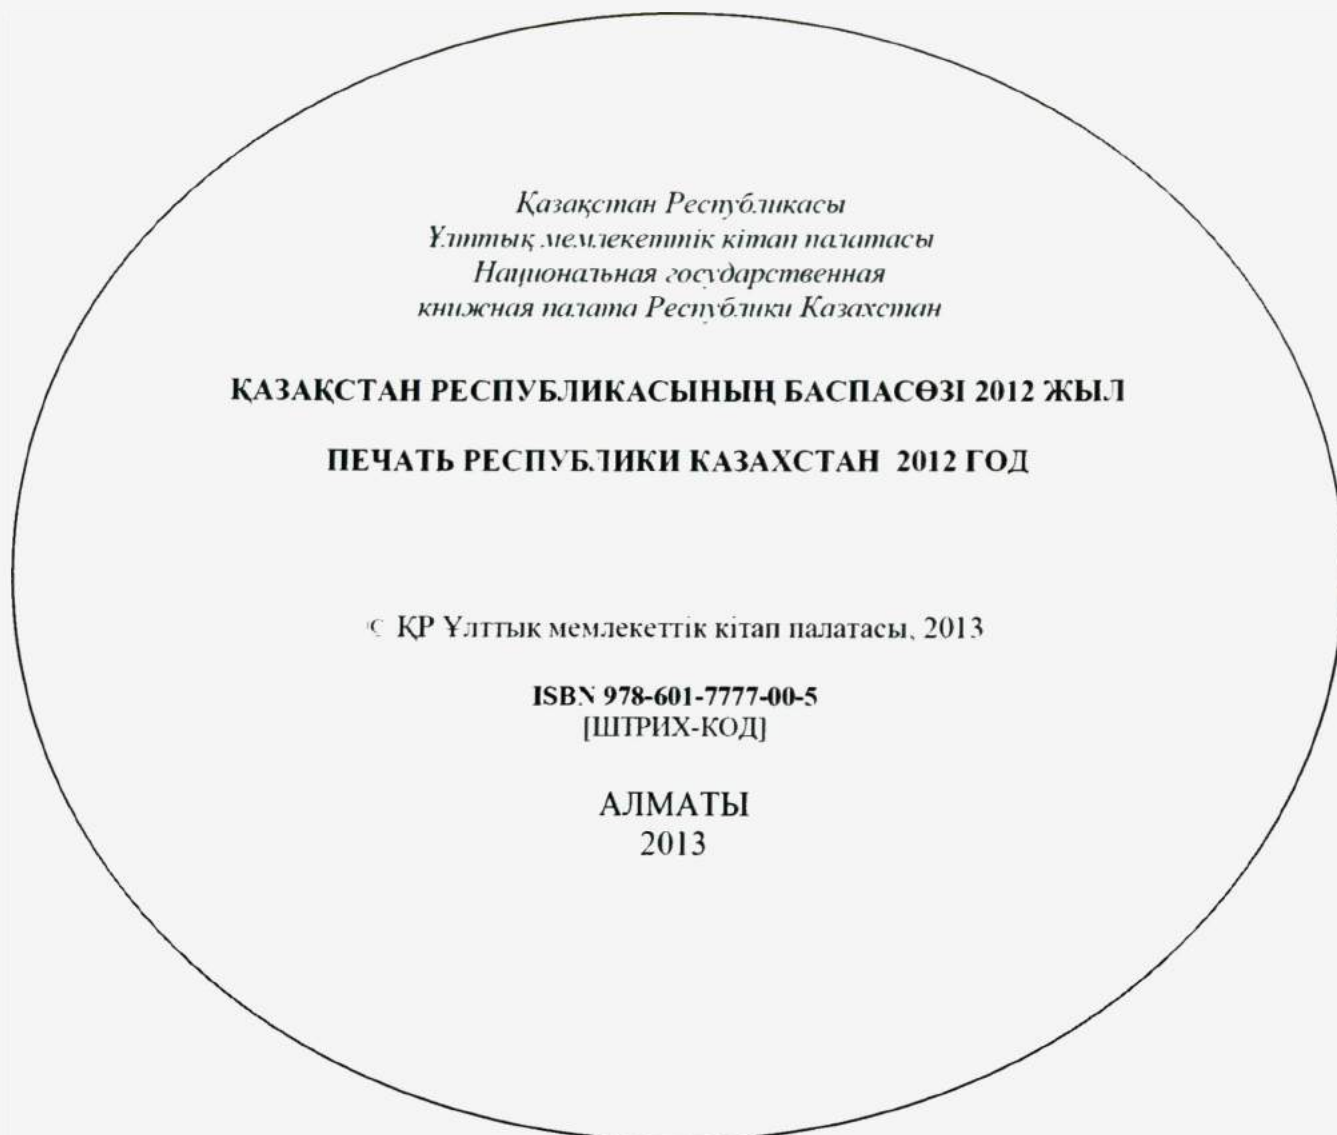 Қазақстан Республикасы
Ұлттық мемлекеттік кітап палатасы
Национальная государственная
книжная палата Республики Казахстан
ҚАЗАҚСТАН РЕСПУБЛИКАСЫНЫҢ БАСПАСӨЗІ 2012 ЖЫЛ
ПЕЧАТЬ РЕСПУБЛИКИ КАЗАХСТАН 2012 ГОД
© ҚР Ұлттык мемлекеттік кітап палатасы, 2013
ISBN 978-601-7777-00-5
[ШТРИХ-КОД]
АЛМАТЫ
2013